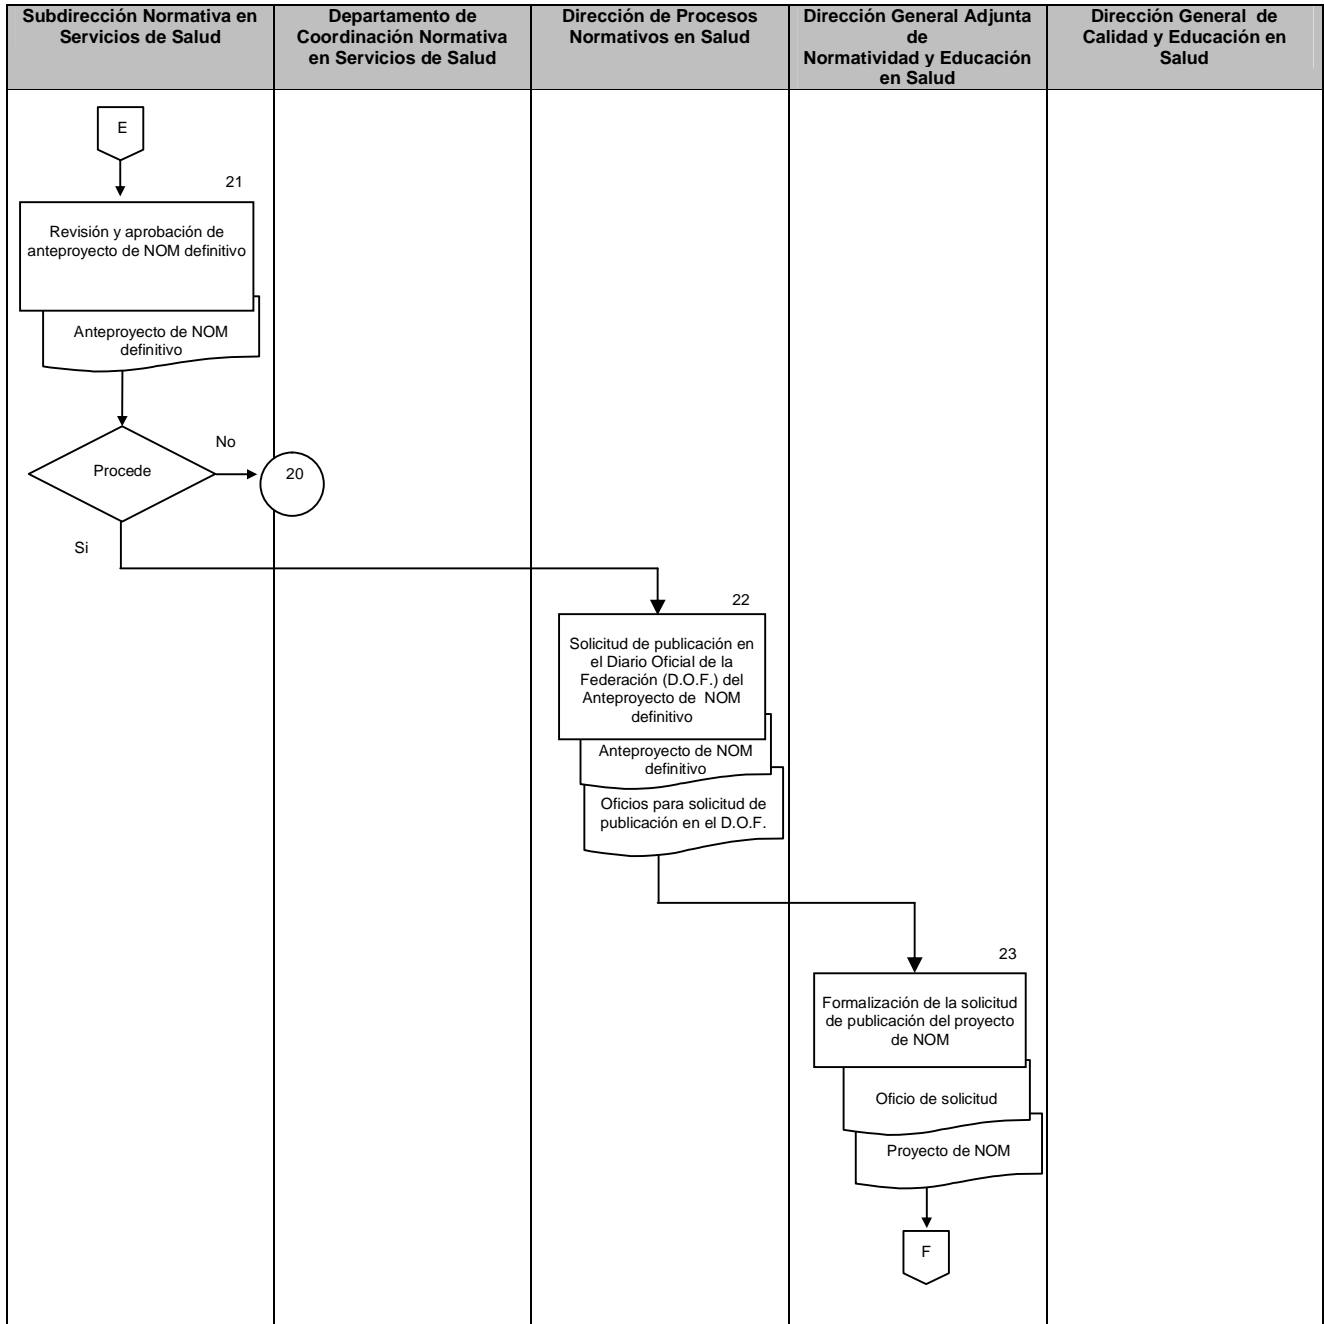 Subdirección Normativa en
Servicios de Salud
Departamento de
Coordinación Normativa
en Servicios de Salud
Dirección de Procesos
Normativos en Salud
Dirección General Adjunta
de
Normatividad y Educación
en Salud
Dirección General de
Calidad y Educación en
Salud
E
21
Revisión y aprobación de
anteproyecto de NOM definitivo
Anteproyecto de NOM
definitivo
Procede
No
20
Si
22
Solicitud de publicación en
el Diario Oficial de la
Federación (D.O.F.) del
Anteproyecto de NOM
definitivo
Anteproyecto de NOM
definitivo
Oficios para solicitud de
publicación en el D.O.F.
23
Formalización de la solicitud
de publicación del proyecto
de NOM
Oficio de solicitud
Proyecto de NOM
F